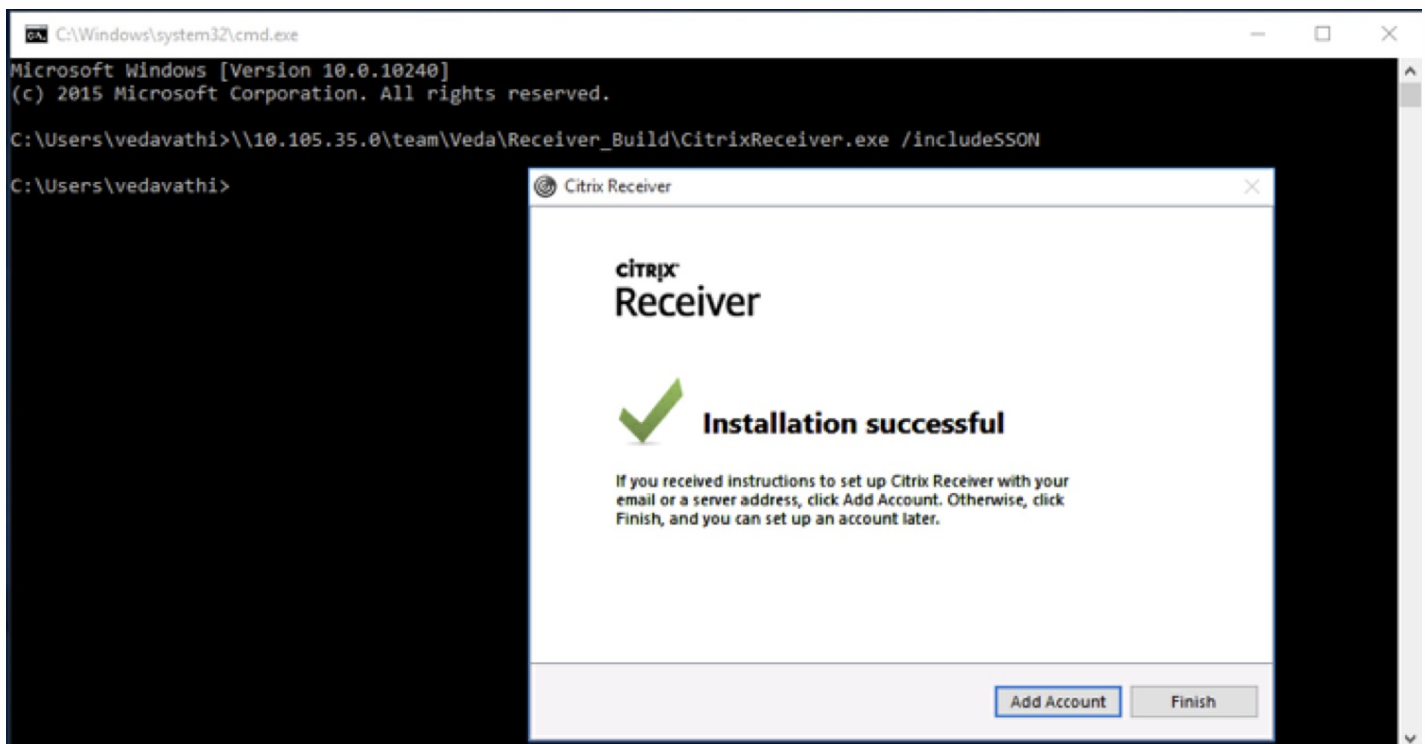 C:\Windows\system32\cmd.exe
Microsoft Windows [Version 10.0.10240]
(c) 2015 Microsoft Corporation. All rights reserved.
C:\Users\vedavathi>\\10.105.35.0\team\Veda\Receiver_Build\CitrixReceiver.exe /includeSSON
C:\Users\vedavathi>
Citrix Receiver
CİTRIX
Receiver
Installation successful
If you received instructions to set up Citrix Receiver with your
email or a server address, click Add Account. Otherwise, click
Finish, and you can set up an account later.
Add Account
Finish